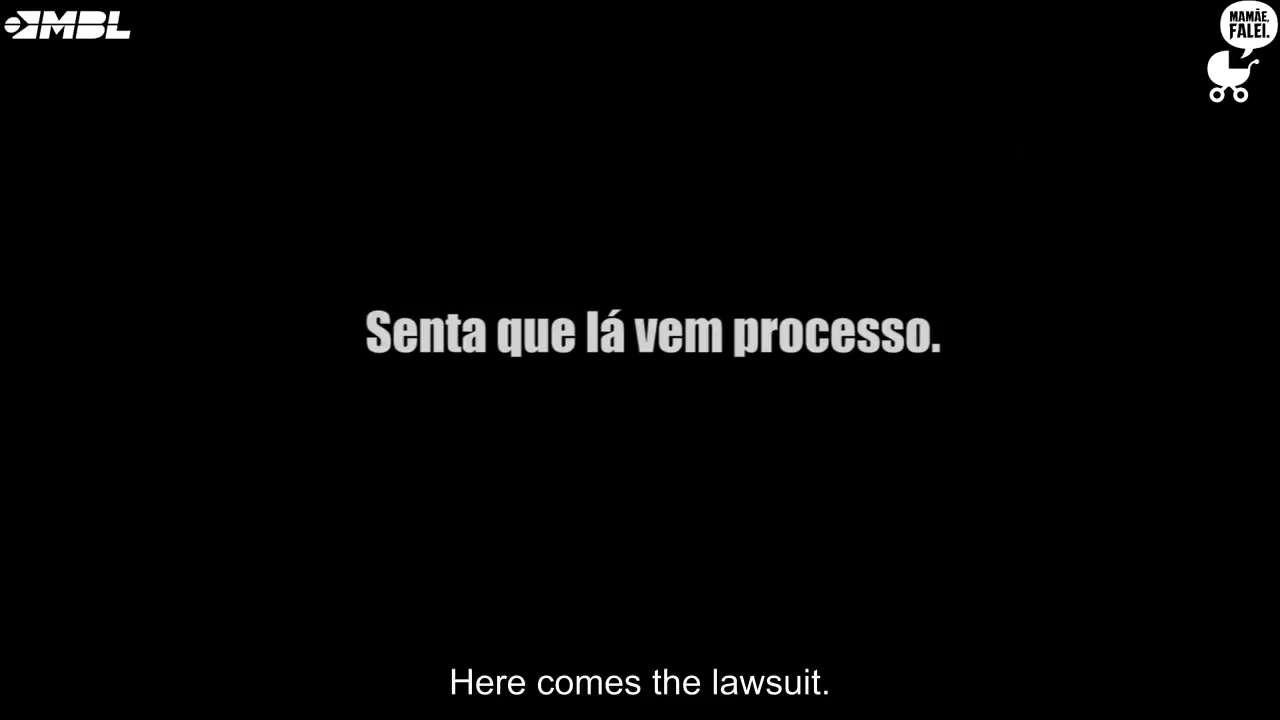 MBL
MAMÃE,
FALEI.
Senta que lá vem processo.
Here comes the lawsuit.